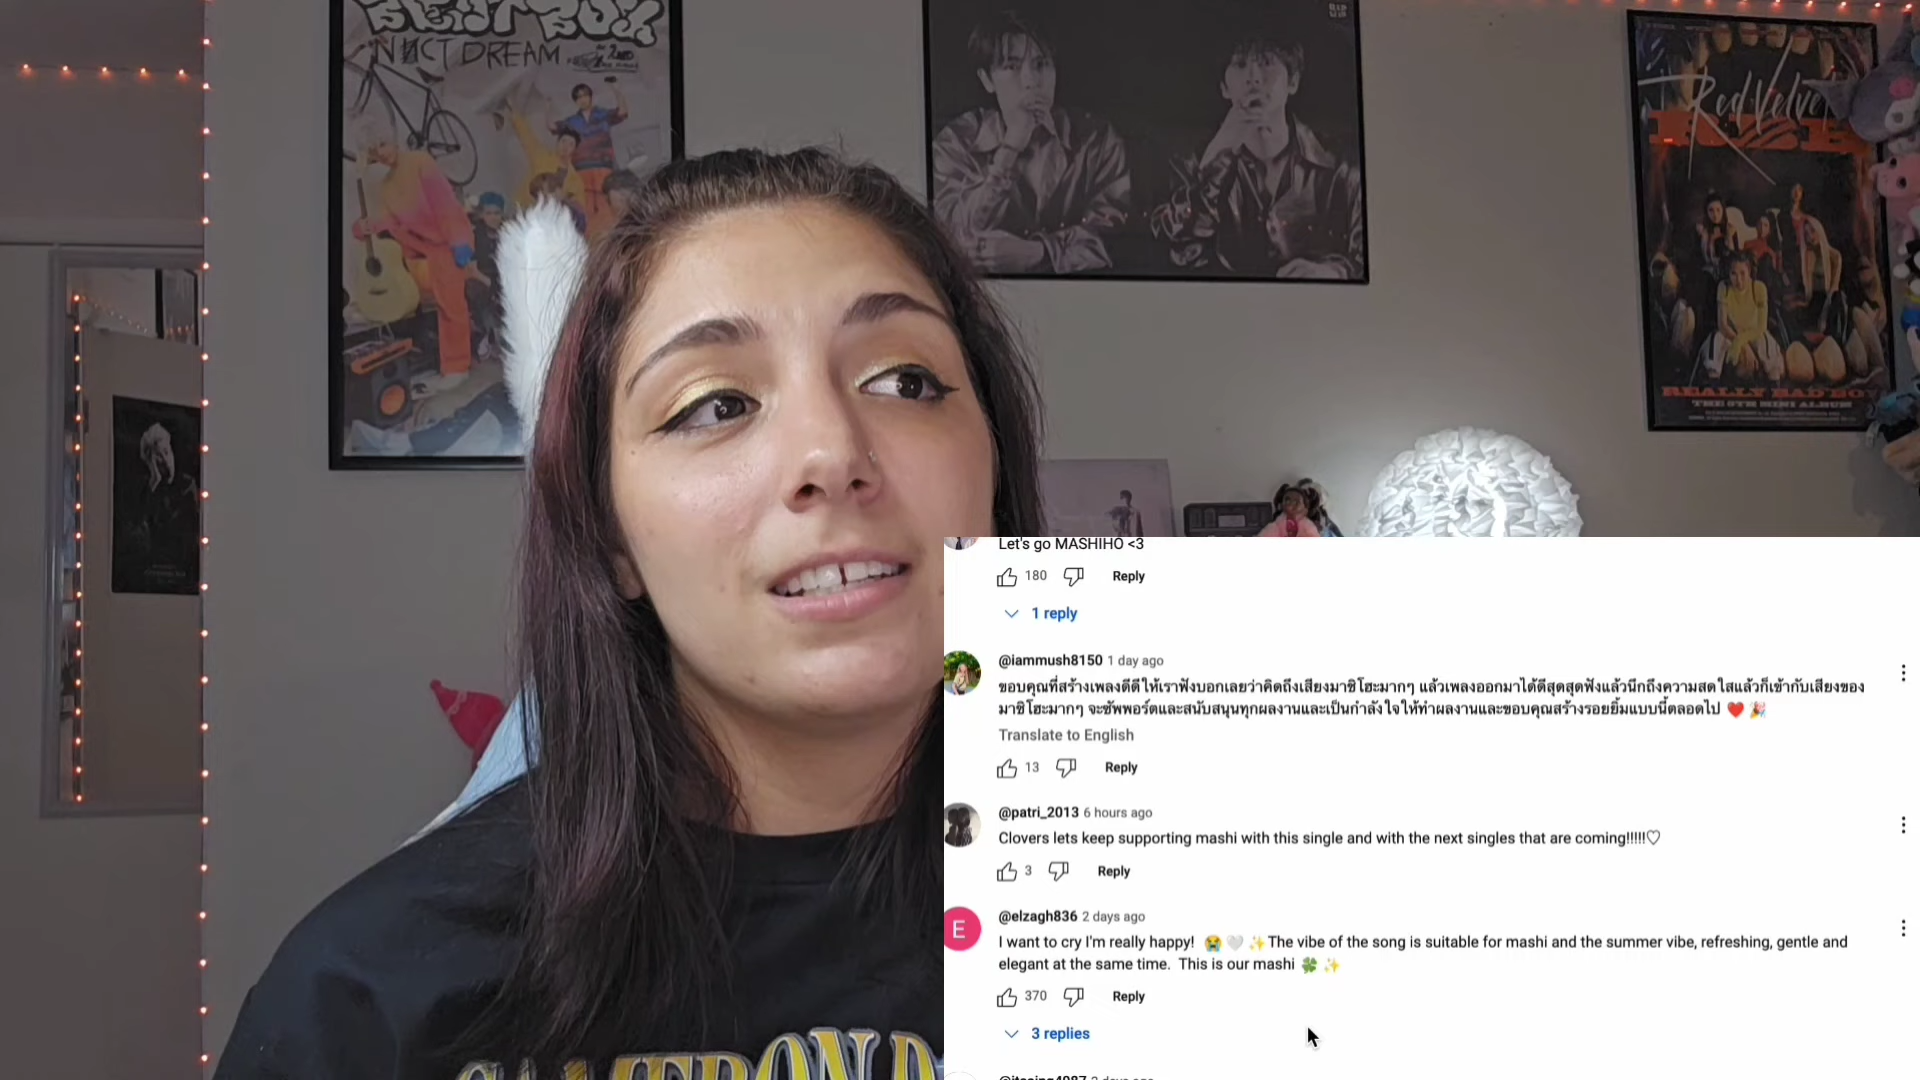 NCT DREAM
Red Velvet
REALLY BAD BOY
THE 5TH MINI ALBUM
Let's go MASHIHO <3
180 Reply
1 reply
@iammush8150 1 day ago
ขอบคุณที่สร้างเพลงดีดีให้เราฟังบอกเลยว่าคิดถึงเสียงมาชิโฮะมากๆ แล้วเพลงออกมาได้ดีสุดสุดฟังแล้วนึกถึงความสดใสแล้วก็เข้ากับเสียงของ
มาชิโฮะมากๆ จะซัพพอร์ตและสนับสนุนทุกผลงานและเป็นกำลังใจให้ทำผลงานและขอบคุณสร้างรอยยิ้มแบบนี้ตลอดไป ❤️ 🎉
Translate to English
13 Reply
@patri_2013 6 hours ago
Clovers lets keep supporting mashi with this single and with the next singles that are coming!!!!!♡
3 Reply
E
@elzagh836 2 days ago
I want to cry I'm really happy! 😭 🤍 ✨ The vibe of the song is suitable for mashi and the summer vibe, refreshing, gentle and
elegant at the same time. This is our mashi 🍀 ✨
370 Reply
3 replies